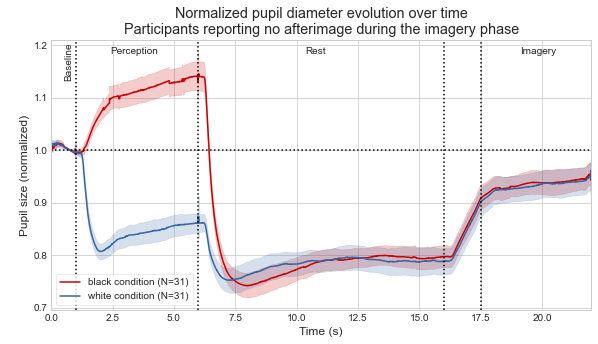 Normalized pupil diameter evolution over time
Participants reporting no afterimage during the imagery phase
Baseline
Perception
Rest
Imagery
Pupil size (normalized)
1.2
1.1
1.0
0.9
0.8
0.7
black condition (N=31)
white condition (N=31)
0.0 2.5 5.0 7.5 10.0 12.5 15.0 17.5 20.0
Time (s)